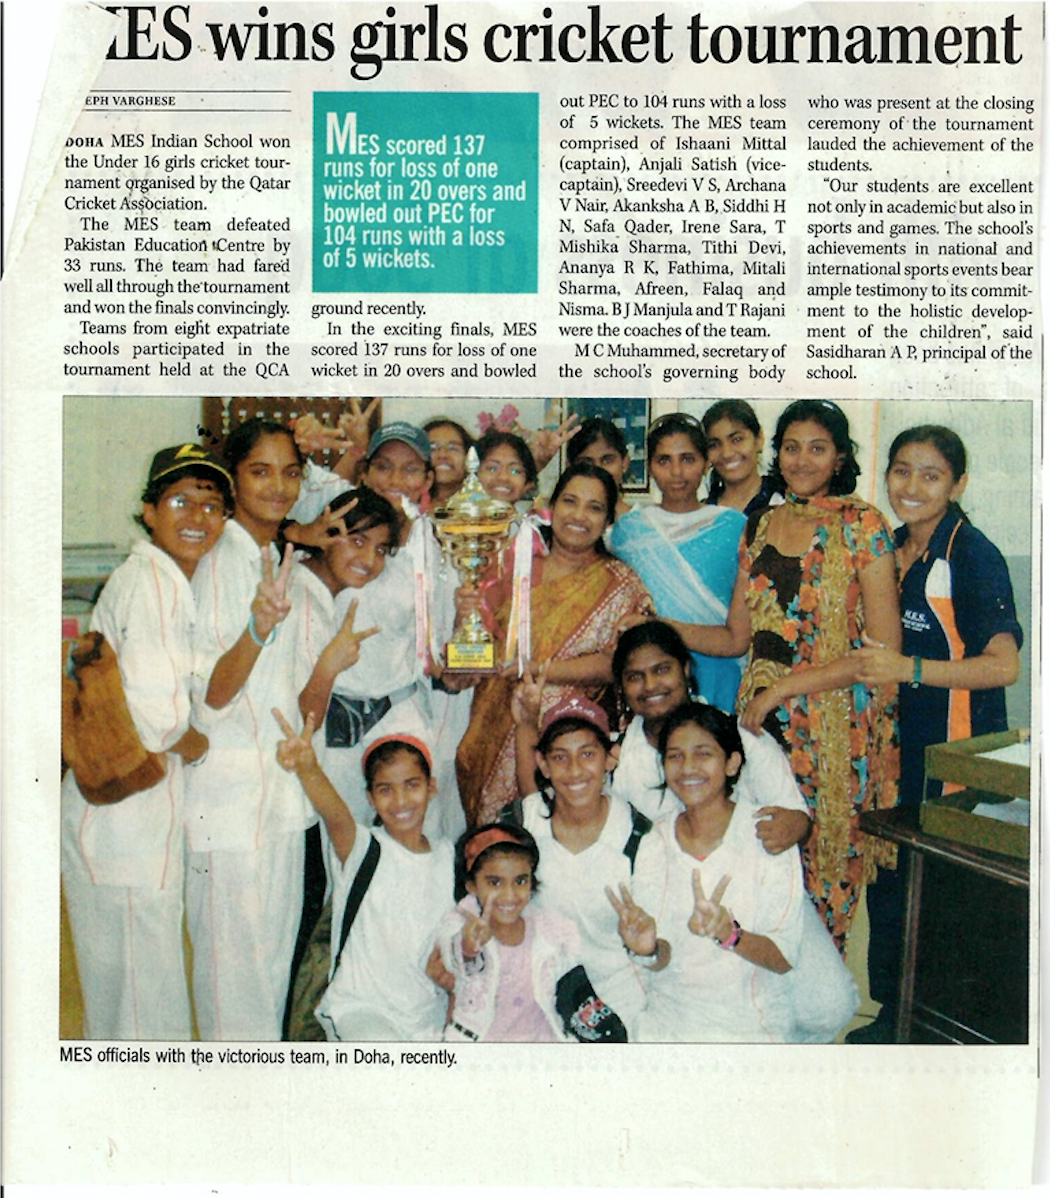 MES wins girls cricket tournament
EPH VARGHESE
DOHA MES Indian School won
the Under 16 girls cricket tour-
nament organised by the Qatar
Cricket Association.
The MES team defeated
Pakistan Education Centre by
33 runs. The team had fared
well all through the tournament
and won the finals convincingly.
Teams from eight expatriate
schools participated in the
tournament held at the QCA
MES scored 137
runs for loss of one
wicket in 20 overs and
bowled out PEC for
104 runs with a loss
of 5 wickets.
ground recently.
In the exciting finals, MES
scored 137 runs for loss of one
wicket in 20 overs and bowled
out PEC to 104 runs with a loss
of 5 wickets. The MES team
comprised of Ishaani Mittal
(captain), Anjali Satish (vice-
captain), Sreedevi V S, Archana
V Nair, Akanksha A B, Siddhi H
N, Safa Qader, Irene Sara, T
Mishika Sharma, Tithi Devi,
Ananya R K, Fathima, Mitali
Sharma, Afreen, Falaq and
Nisma. B J Manjula and T Rajani
were the coaches of the team.
M C Muhammed, secretary of
the school's governing body
who was present at the closing
ceremony of the tournament
lauded the achievement of the
students.
"Our students are excellent
not only in academic but also in
sports and games. The school's
achievements in national and
international sports events bear
ample testimony to its commit-
ment to the holistic develop-
ment of the children", said
Sasidharan A P, principal of the
school.
M.E.S.
MES officials with the victorious team, in Doha, recently.